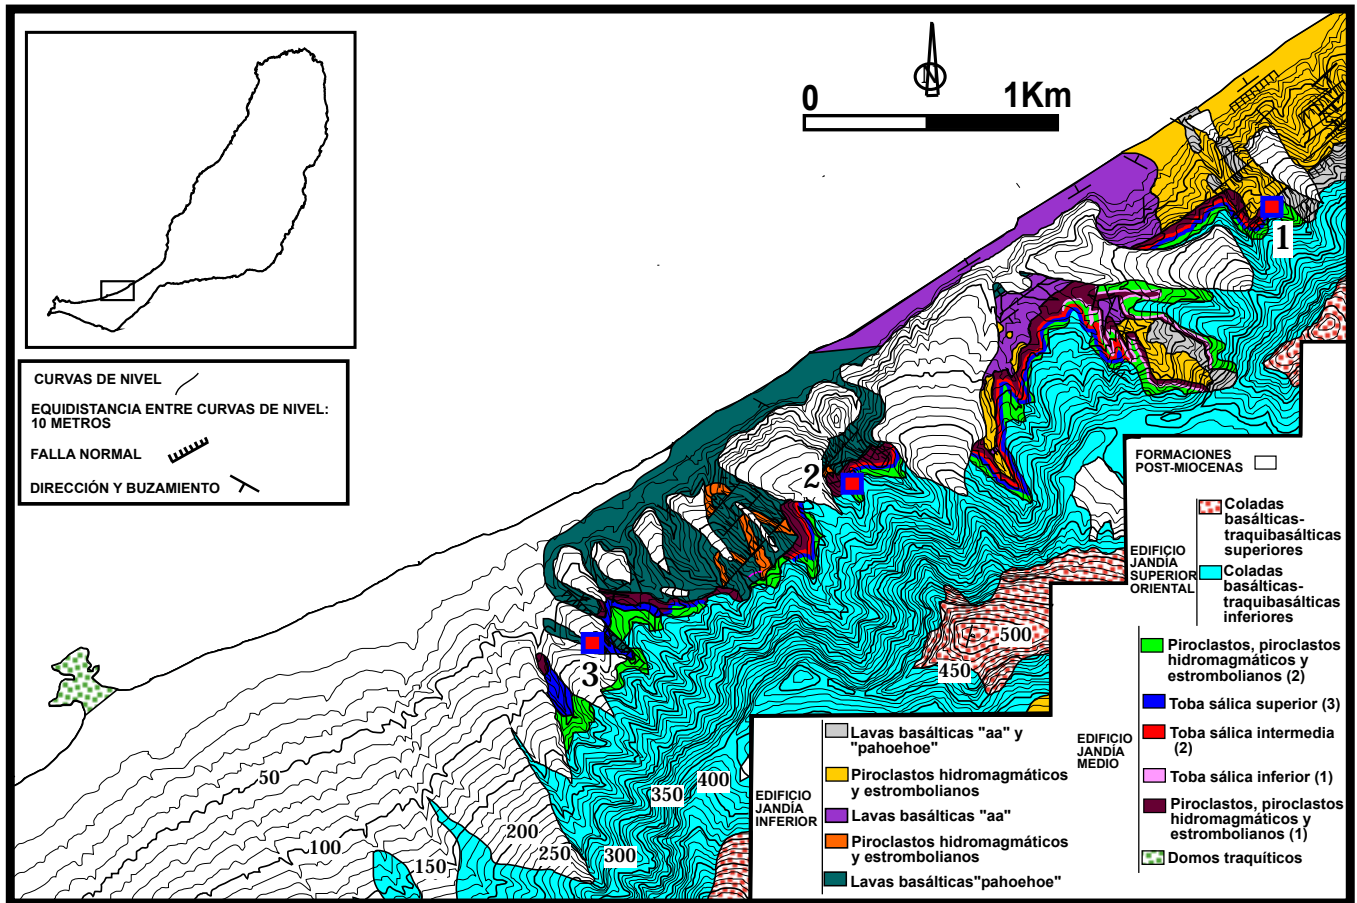 N
0
1Km
1
2
3
CURVAS DE NIVEL
EQUIDISTANCIA ENTRE CURVAS DE NIVEL:
10 METROS
FALLA NORMAL
DIRECCIÓN Y BUZAMIENTO
50
100
150
200
250
300
350
400
450
500
FORMACIONES
POST-MIOCENAS
EDIFICIO
JANDÍA
SUPERIOR
ORIENTAL
Coladas
basálticas-
traquibasálticas
superiores
Coladas
basálticas-
traquibasálticas
inferiores
EDIFICIO
JANDÍA
MEDIO
Piroclastos, piroclastos
hidromagmáticos y
estrombolianos (2)
Toba sálica superior (3)
Toba sálica intermedia
(2)
Toba sálica inferior (1)
Piroclastos, piroclastos
hidromagmáticos y
estrombolianos (1)
Domos traquíticos
EDIFICIO
JANDÍA
INFERIOR
Lavas basálticas "aa" y
"pahoehoe"
Piroclastos hidromagmáticos
y estrombolianos
Lavas basálticas "aa"
Piroclastos hidromagmáticos
y estrombolianos
Lavas basálticas"pahoehoe"